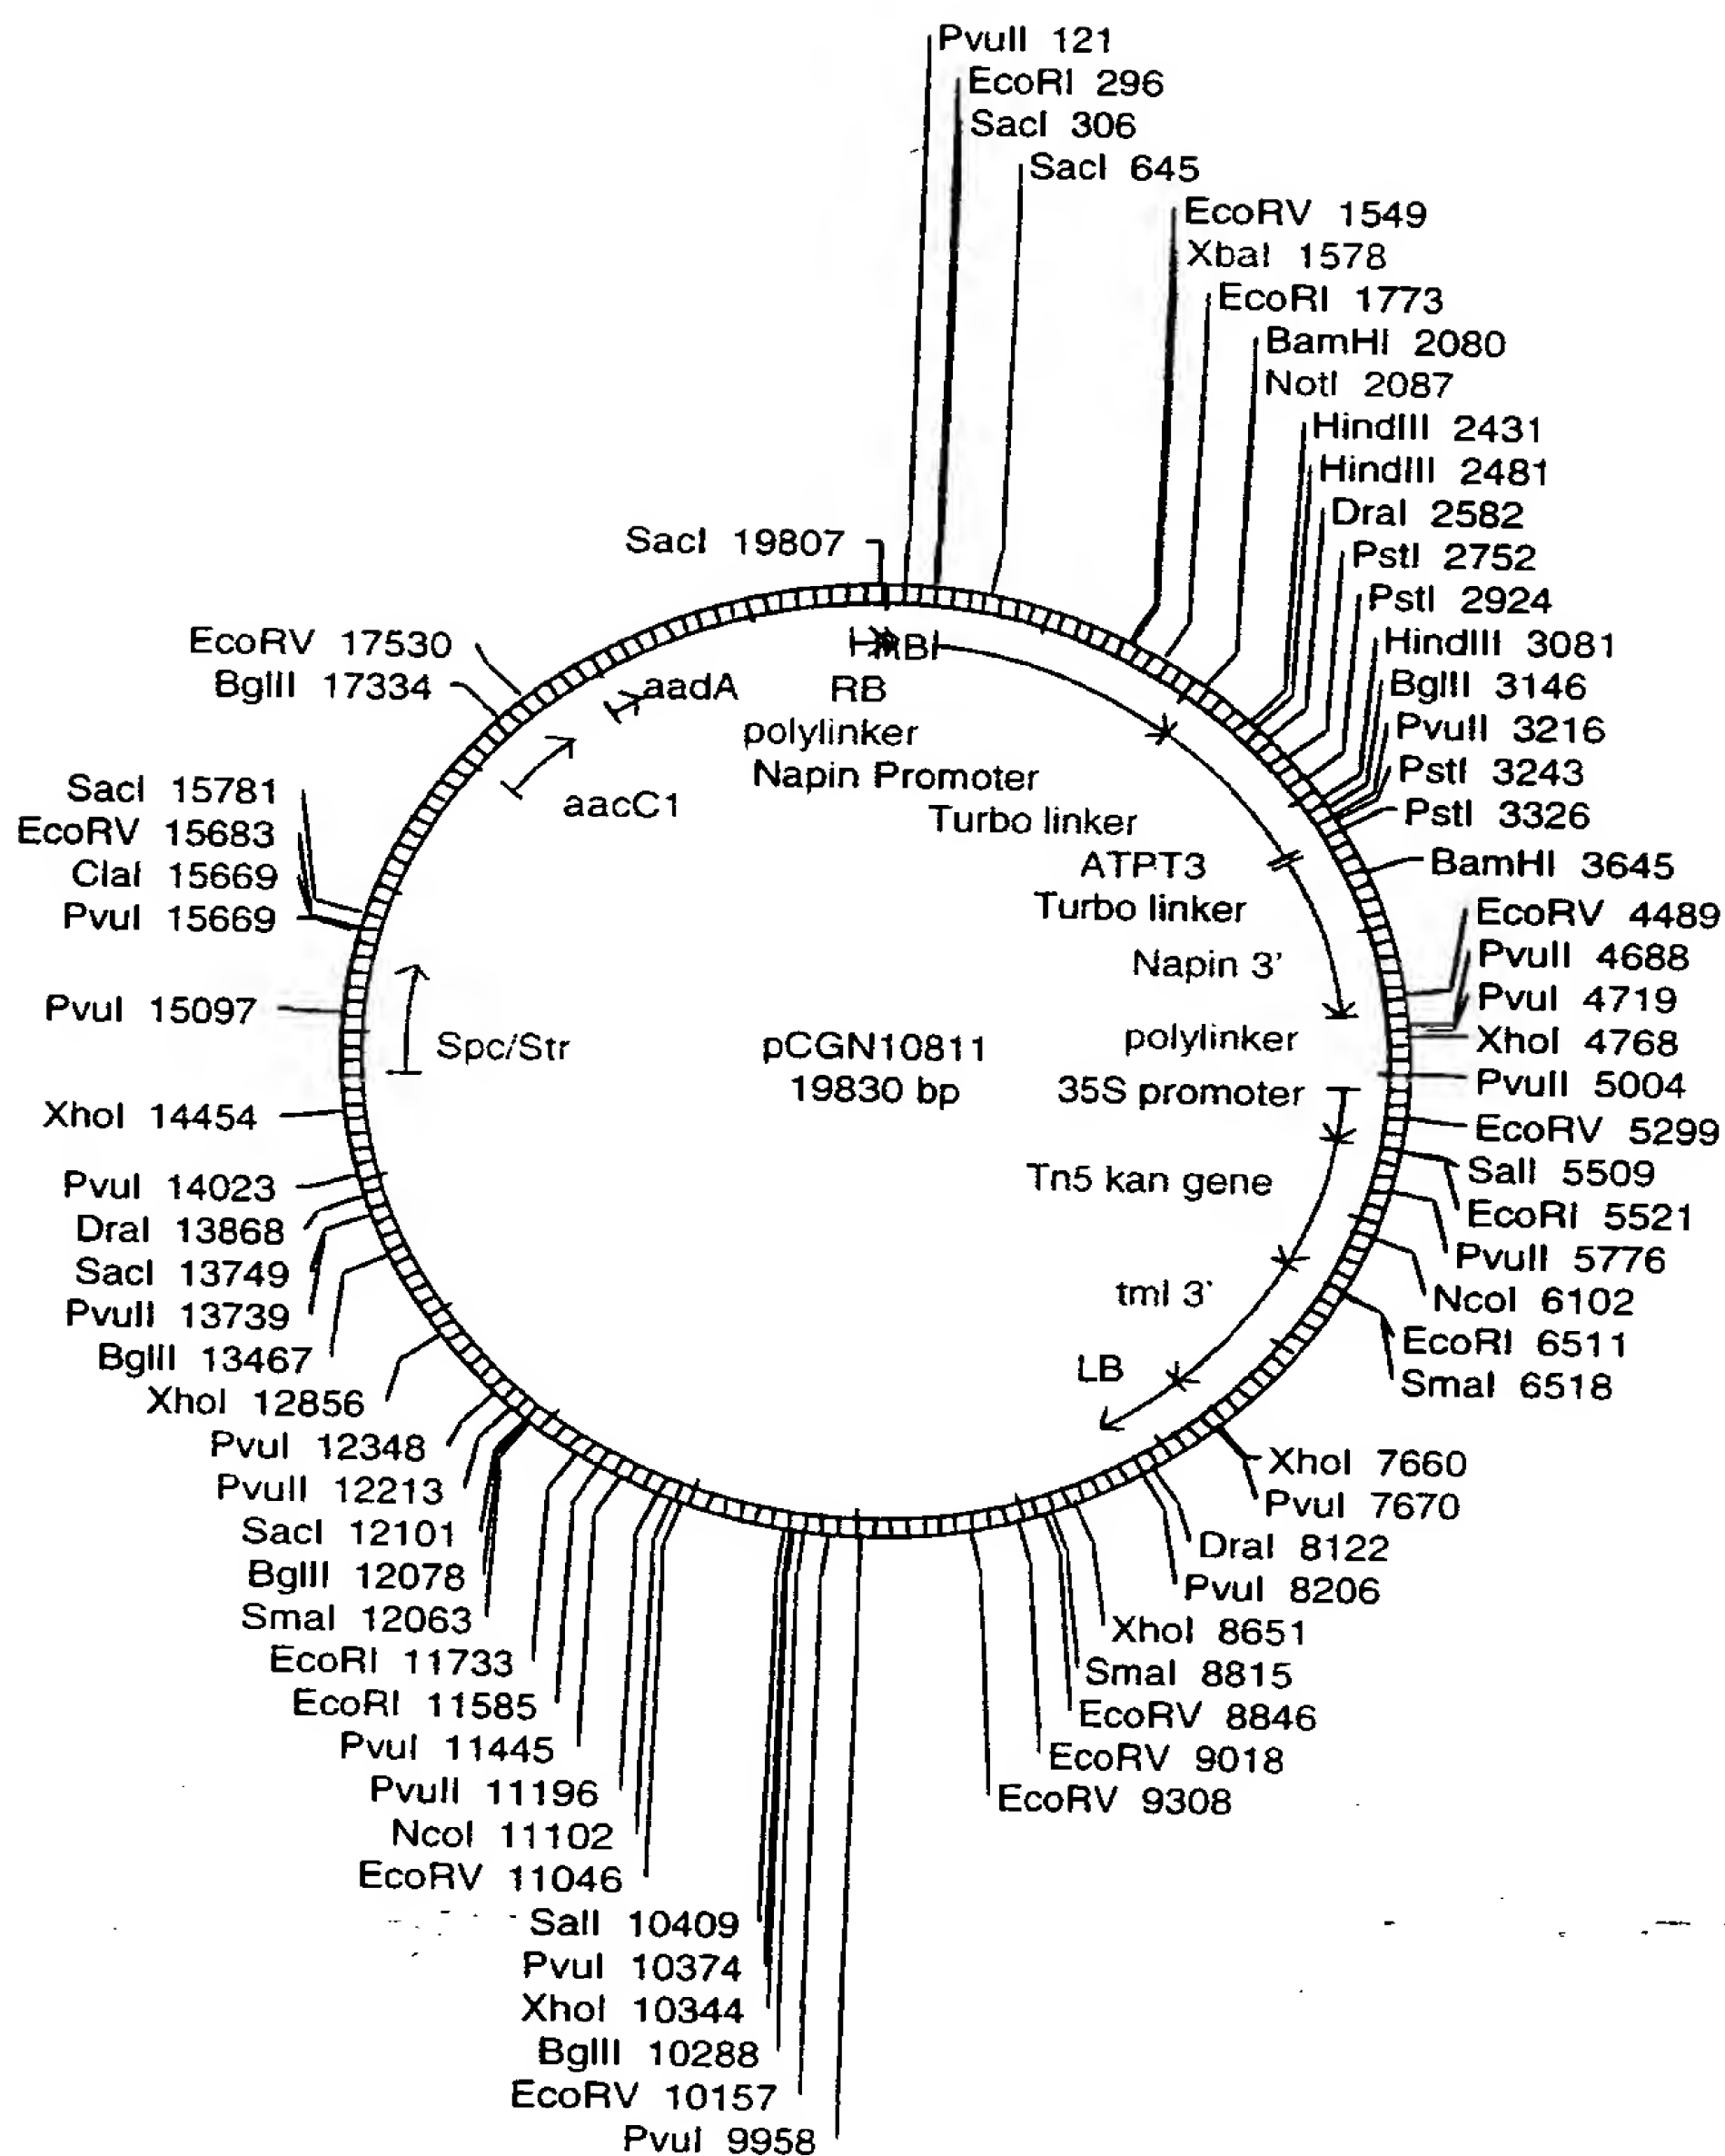 PvuII 121
EcoRI 296
SacI 306
SacI 645
EcoRV 1549
XbaI 1578
EcoRI 1773
BamHI 2080
NotI 2087
HindIII 2431
HindIII 2481
DraI 2582
PstI 2752
PstI 2924
HindIII 3081
BglII 3146
PvuII 3216
PstI 3243
PstI 3326
BamHI 3645
EcoRV 4489
PvuII 4688
PvuI 4719
XhoI 4768
PvuII 5004
EcoRV 5299
SalI 5509
EcoRI 5521
PvuII 5776
NcoI 6102
EcoRI 6511
SmaI 6518
XhoI 7660
PvuI 7670
DraI 8122
PvuI 8206
XhoI 8651
SmaI 8815
EcoRV 8846
EcoRV 9018
EcoRV 9308
PvuI 9958
EcoRV 10157
BglII 10288
XhoI 10344
PvuI 10374
SalI 10409
EcoRV 11046
NcoI 11102
PvuII 11196
PvuI 11445
EcoRI 11585
EcoRI 11733
SmaI 12063
BglII 12078
SacI 12101
PvuII 12213
PvuI 12348
XhoI 12856
BglII 13467
PvuII 13739
SacI 13749
DraI 13868
PvuI 14023
XhoI 14454
PvuI 15097
PvuI 15669
ClaI 15669
EcoRV 15683
SacI 15781
BglII 17334
EcoRV 17530
SacI 19807
aadA
aacC1
Spc/Str
RB
polylinker
Napin Promoter
Turbo linker
ATPT3
Turbo linker
Napin 3'
polylinker
35S promoter
Tn5 kan gene
tml 3'
LB
pCGN10811
19830 bp